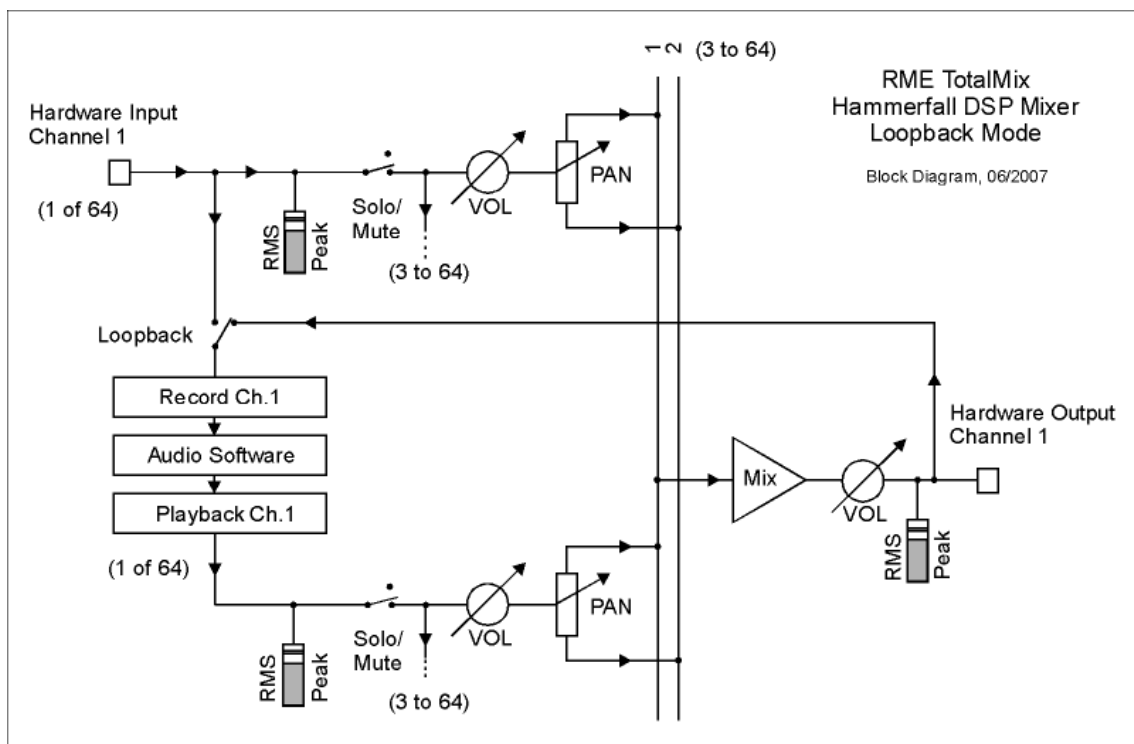 1
2
(3 to 64)
RME TotalMix
Hammerfall DSP Mixer
Loopback Mode
Block Diagram, 06/2007
Hardware Input
Channel 1
(1 of 64)
RMS
Peak
Solo/
Mute
(3 to 64)
VOL
PAN
Loopback
Record Ch.1
Audio Software
Playback Ch.1
(1 of 64)
RMS
Peak
Solo/
Mute
(3 to 64)
VOL
PAN
Mix
VOL
Hardware Output
Channel 1
RMS
Peak